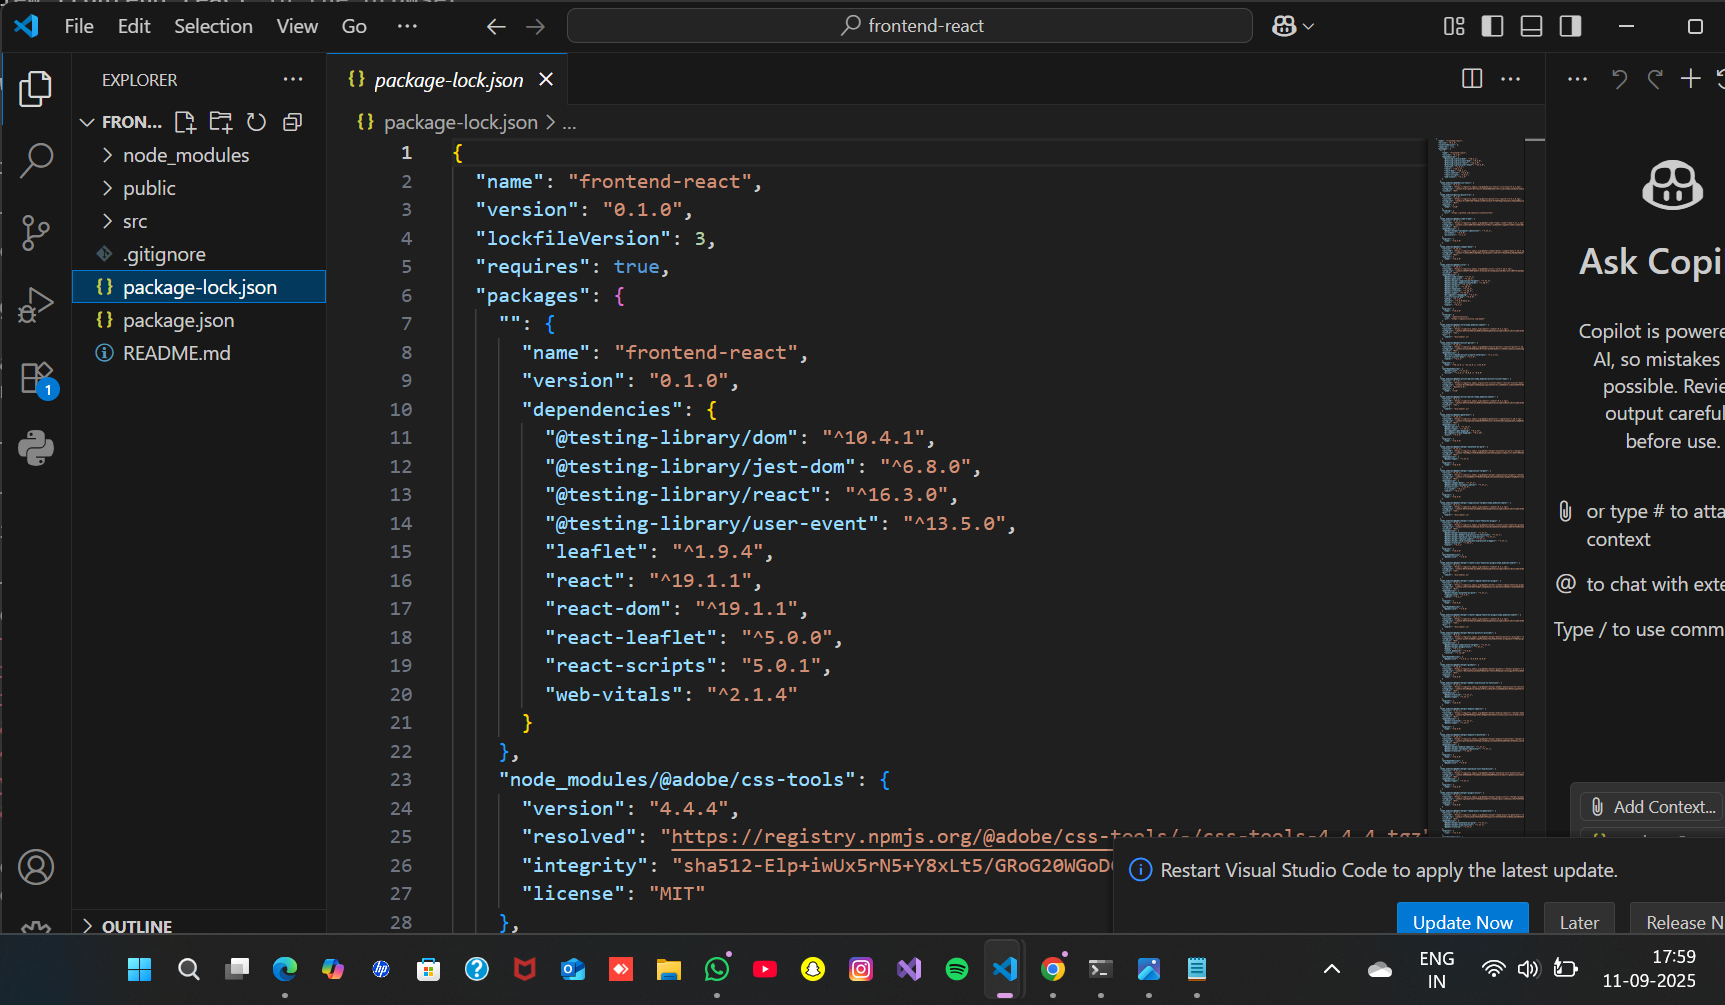 File Edit Selection View Go ··· frontend-react
EXPLORER
FRON...
node_modules
public
src
.gitignore
package-lock.json
package.json
README.md
OUTLINE
1
package-lock.json
package-lock.json > ...
1 {
2 "name": "frontend-react",
3 "version": "0.1.0",
4 "lockfileVersion": 3,
5 "requires": true,
6 "packages": {
7 "": {
8 "name": "frontend-react",
9 "version": "0.1.0",
10 "dependencies": {
11 "@testing-library/dom": "^10.4.1",
12 "@testing-library/jest-dom": "^6.8.0",
13 "@testing-library/react": "^16.3.0",
14 "@testing-library/user-event": "^13.5.0",
15 "leaflet": "^1.9.4",
16 "react": "^19.1.1",
17 "react-dom": "^19.1.1",
18 "react-leaflet": "^5.0.0",
19 "react-scripts": "5.0.1",
20 "web-vitals": "^2.1.4"
21 }
22 },
23 "node_modules/@adobe/css-tools": {
24 "version": "4.4.4",
25 "resolved": "https://registry.npmjs.org/@adobe/css-tools/-/css-tools-4.4.4.tgz"
26 "integrity": "sha512-Elp+iwUx5rN5+Y8xLt5/GRoG20WGoD
27 "license": "MIT"
28 },
Ask Copi
Copilot is powere
AI, so mistakes
possible. Revie
output careful
before use.
or type # to atta
context
@ to chat with exte
Type / to use comm
Add Context...
Restart Visual Studio Code to apply the latest update.
Update Now Later Release N
hp
ENG
IN
17:59
11-09-2025